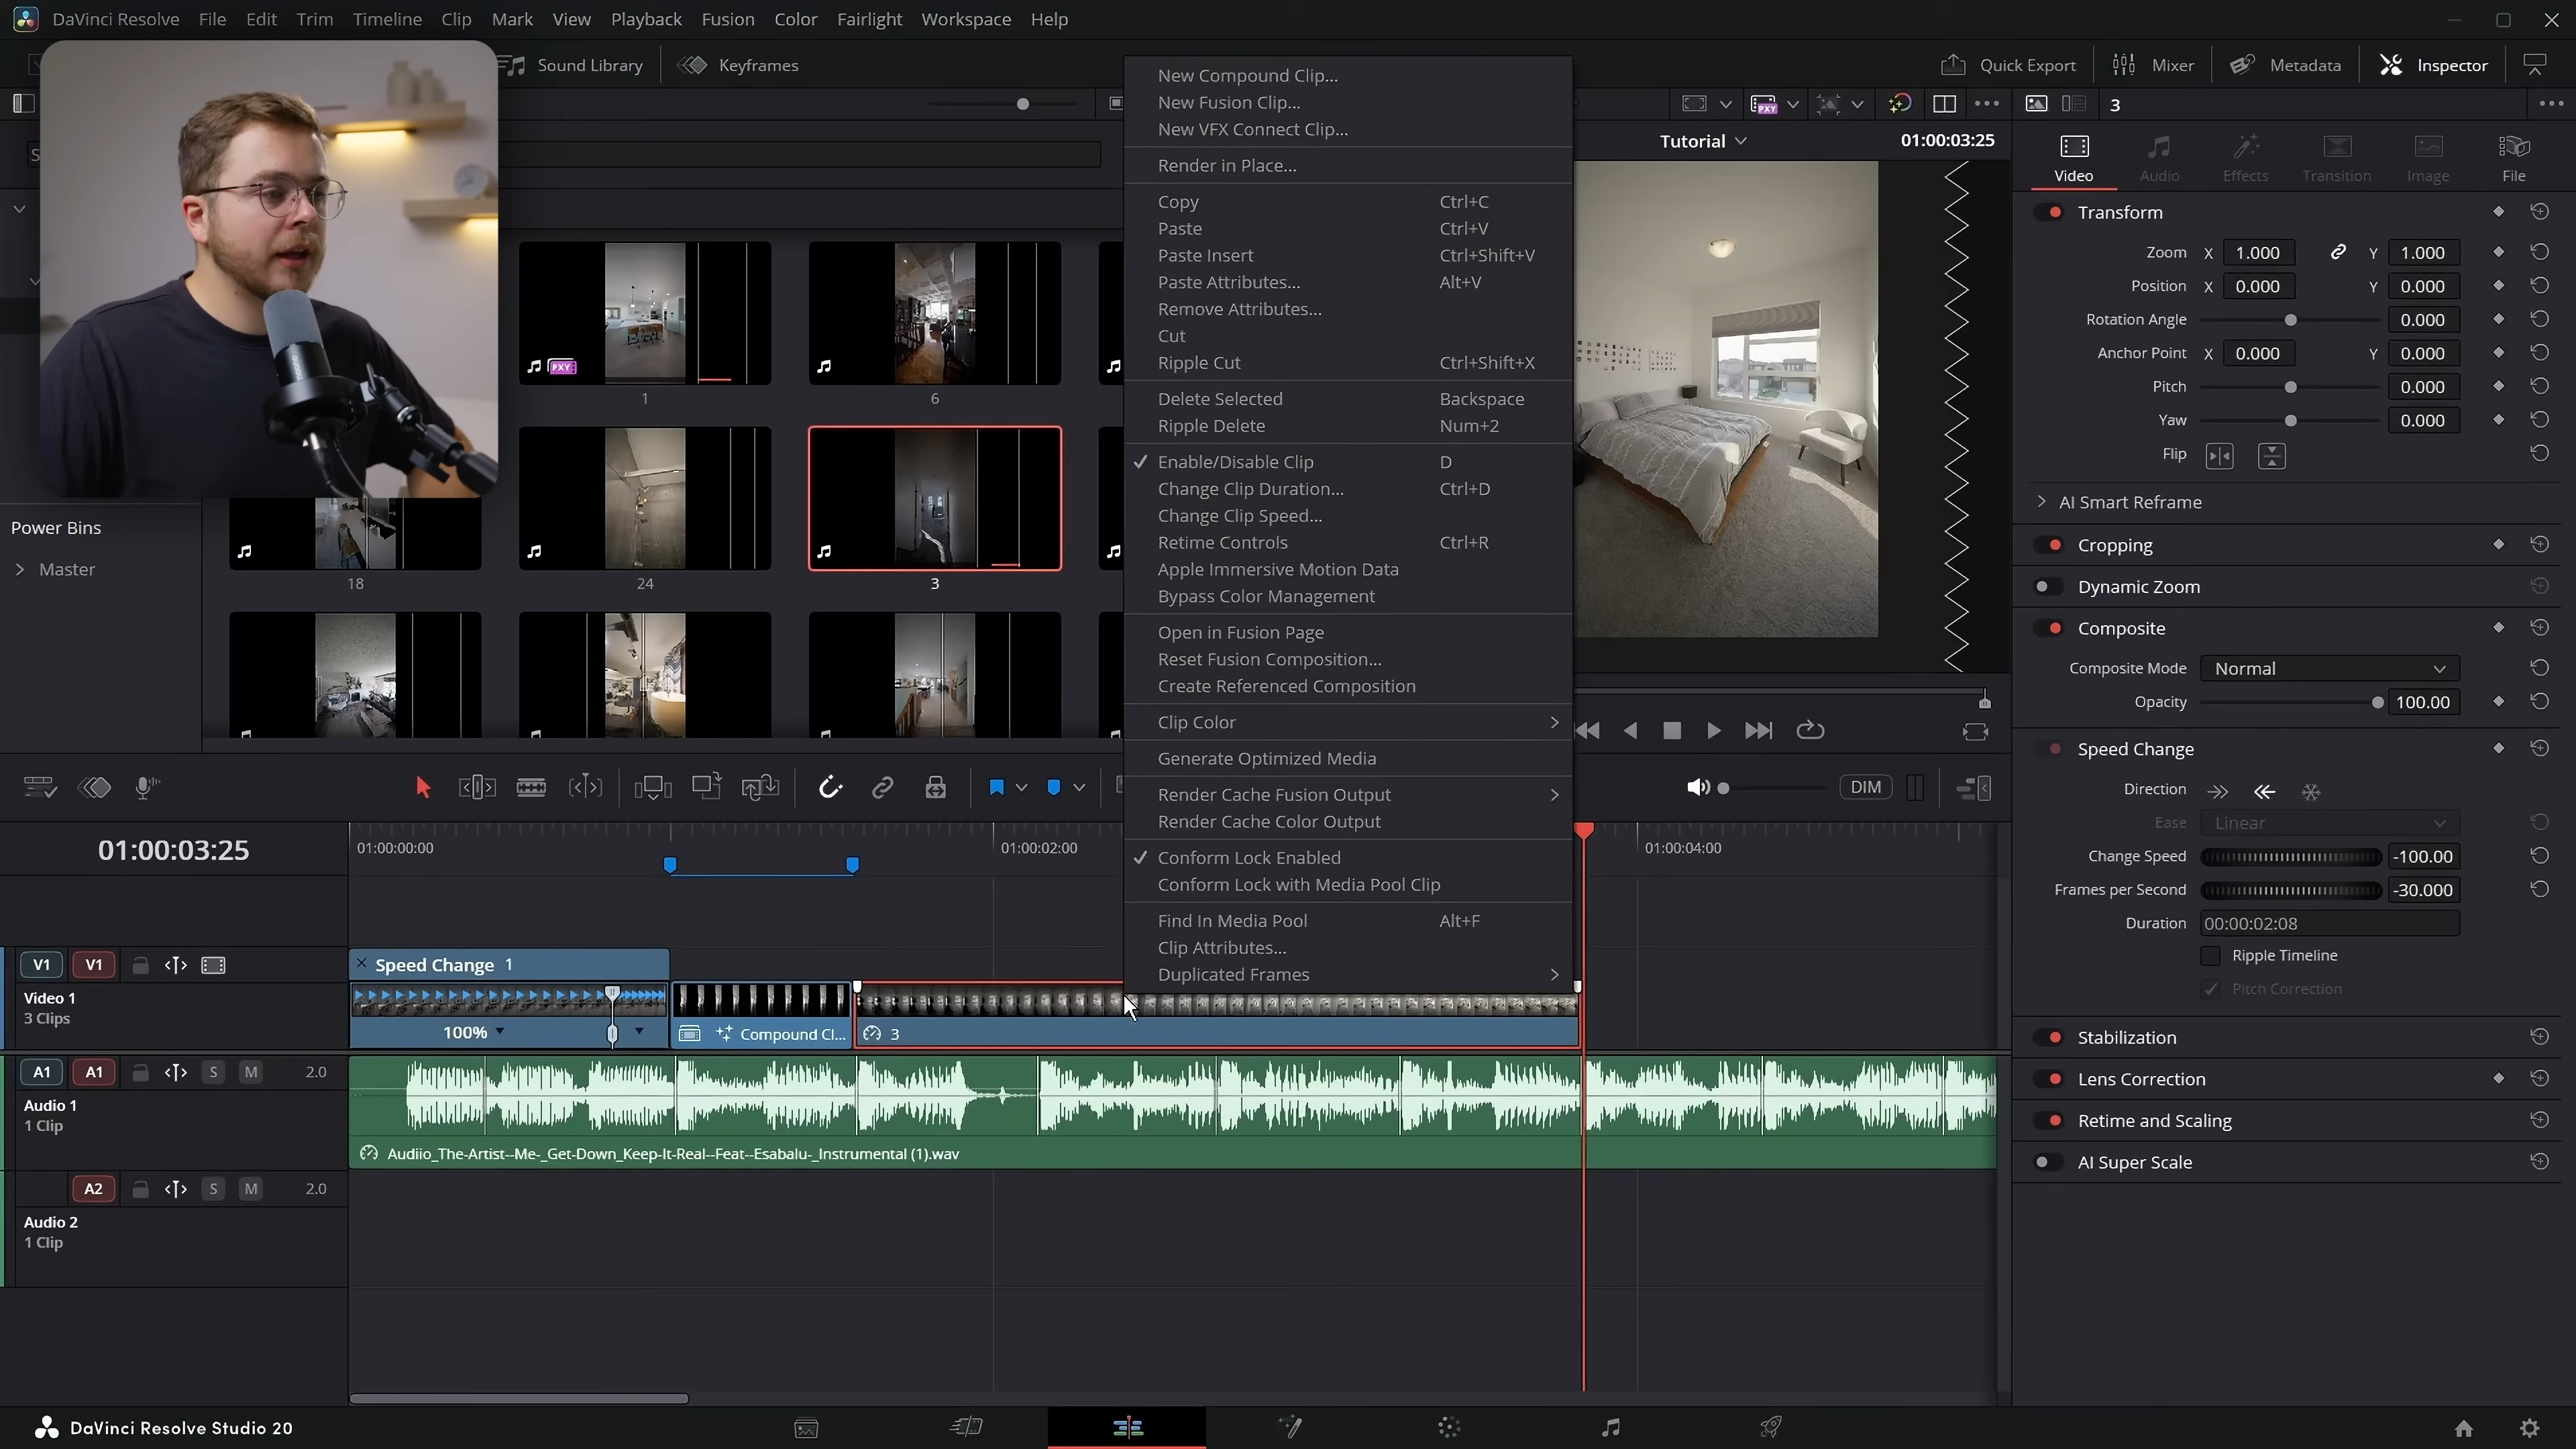 DaVinci Resolve File Edit Trim Timeline Clip Mark View Playback Fusion Color Fairlight Workspace Help
Sound Library Keyframes
Quick Export Mixer Metadata Inspector
3
Tutorial 01:00:03:25
Video Audio Effects Transition Image File
PXY
PXY
1
6
18
24
3
Power Bins
Master
New Compound Clip...
New Fusion Clip...
New VFX Connect Clip...
Render in Place...
Copy Ctrl+C
Paste Ctrl+V
Paste Insert Ctrl+Shift+V
Paste Attributes... Alt+V
Remove Attributes...
Cut
Ripple Cut Ctrl+Shift+X
Delete Selected Backspace
Ripple Delete Num+2
Enable/Disable Clip D
Change Clip Duration... Ctrl+D
Change Clip Speed...
Retime Controls Ctrl+R
Apple Immersive Motion Data
Bypass Color Management
Open in Fusion Page
Reset Fusion Composition...
Create Referenced Composition
Clip Color
Generate Optimized Media
Render Cache Fusion Output
Render Cache Color Output
Conform Lock Enabled
Conform Lock with Media Pool Clip
Find In Media Pool Alt+F
Clip Attributes...
Duplicated Frames
Transform
Zoom X 1.000 Y 1.000
Position X 0.000 Y 0.000
Rotation Angle 0.000
Anchor Point X 0.000 Y 0.000
Pitch 0.000
Yaw 0.000
Flip
AI Smart Reframe
Cropping
Dynamic Zoom
Composite
Composite Mode Normal
Opacity 100.00
Speed Change
Direction
Ease Linear
Change Speed -100.00
Frames per Second -30.000
Duration 00:00:02:08
Ripple Timeline
Pitch Correction
Stabilization
Lens Correction
Retime and Scaling
AI Super Scale
DIM
01:00:03:25
01:00:00:00 01:00:02:00 01:00:04:00
V1 V1
Video 1
3 Clips
Speed Change 1
100%
Compound Cl...
3
A1 A1 S M 2.0
Audio 1
1 Clip
Audiio_The-Artist--Me-_Get-Down_Keep-It-Real--Feat--Esabalu-_Instrumental (1).wav
A2 S M 2.0
Audio 2
1 Clip
DaVinci Resolve Studio 20